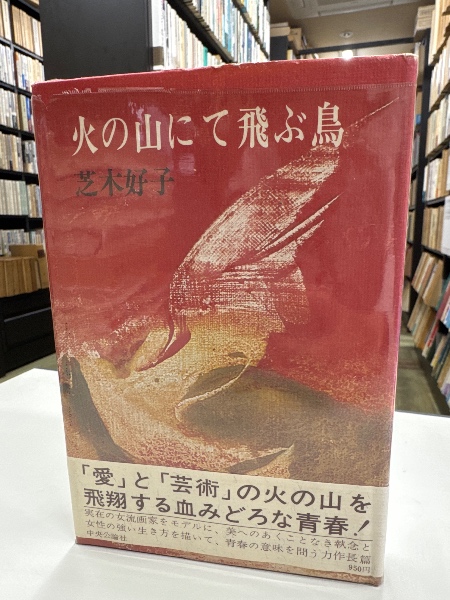 火の山にて飛ぶ鳥
芝木好子
「愛」と「芸術」の火の山を
飛翔する血みどろな青春！
実在の女流画家をモデルに、美へのあくことなき執念と
女性の強い生き方を描いて、青春の意味を問う力作長篇
中央公論社
950円